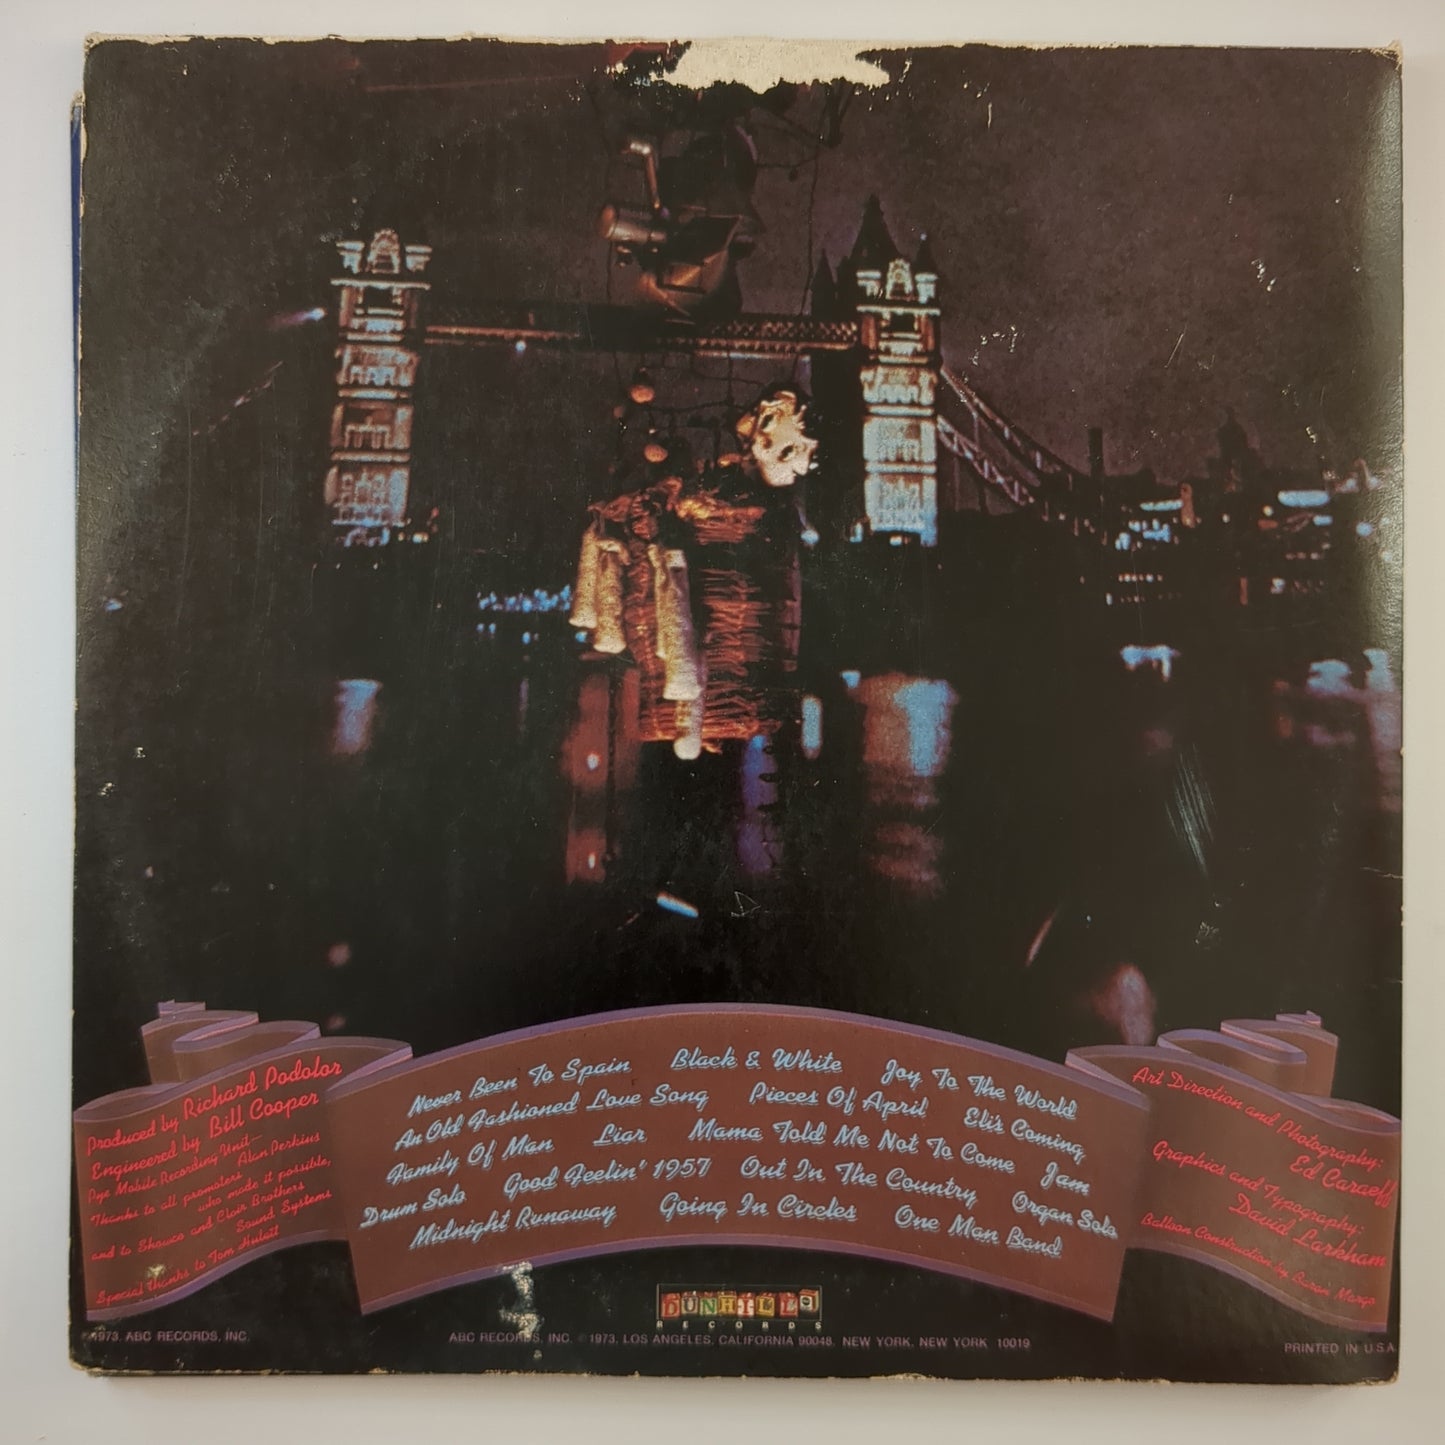 Produced by Richard Podolor
Engineered by Bill Cooper
Pye Mobile Recording Unit—
Alan Perkins
Thanks to all promoters
who made it possible,
and to Showco and Clair Brothers
Sound Systems
Special thanks to Tom Hulett
Never Been To Spain Black & White Joy To The World
An Old Fashioned Love Song Pieces Of April Eli's Coming
Family Of Man Liar Mama Told Me Not To Come Jam
Drum Solo Good Feelin' 1957 Out In The Country Organ Solo
Midnight Runaway Going In Circles One Man Band
Art Direction and Photography:
Ed Caraeff
Graphics and Typography:
David Larkham
Balloon Construction by Baron Margo
DUNHILL
RECORDS
1973, ABC RECORDS, INC.
ABC RECORDS, INC. © 1973, LOS ANGELES, CALIFORNIA 90048. NEW YORK, NEW YORK 10019
PRINTED IN U.S.A.